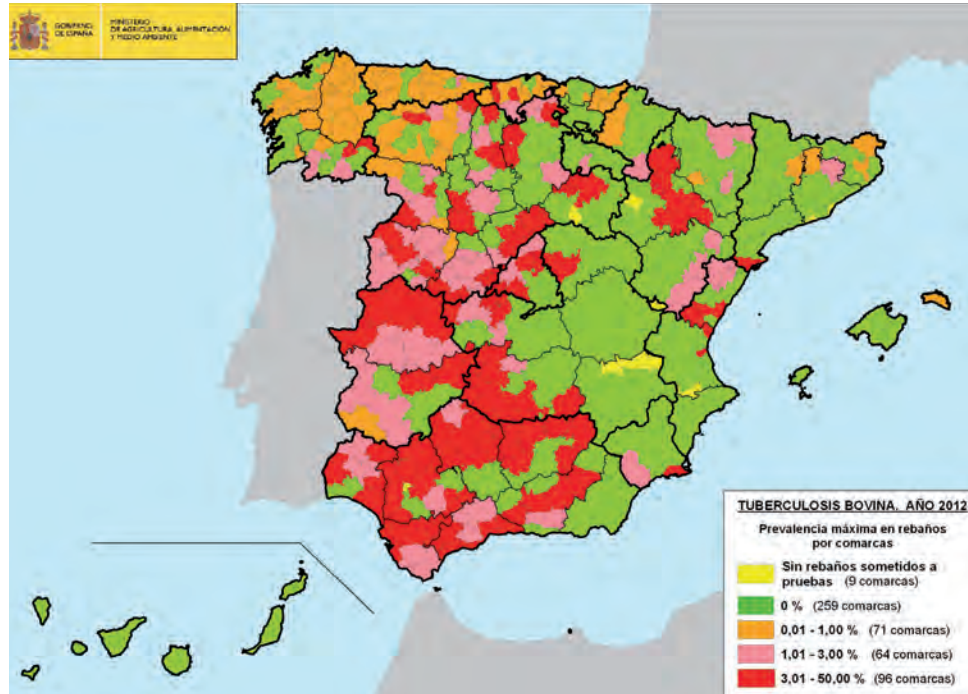 GOBIERNO
DE ESPAÑA
MINISTERIO
DE AGRICULTURA, ALIMENTACIÓN
Y MEDIO AMBIENTE
TUBERCULOSIS BOVINA. AÑO 2012
Prevalencia máxima en rebaños
por comarcas
Sin rebaños sometidos a
pruebas (9 comarcas)
0 % (259 comarcas)
0,01 - 1,00 % (71 comarcas)
1,01 - 3,00 % (64 comarcas)
3,01 - 50,00 % (96 comarcas)